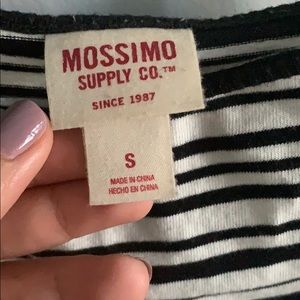 MOSSIMO
SUPPLY CO.™
SINCE 1987
S
MADE IN CHINA
HECHO EN CHINA